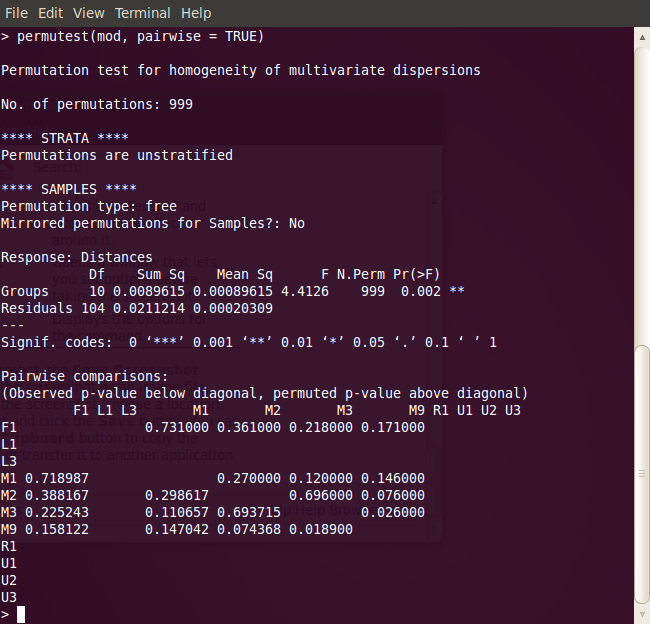 File Edit View Terminal Help
> permutest(mod, pairwise = TRUE)

Permutation test for homogeneity of multivariate dispersions

No. of permutations: 999

**** STRATA ****
Permutations are unstratified

**** SAMPLES ****
Permutation type: free
Mirrored permutations for Samples?: No

Response: Distances
           Df    Sum Sq    Mean Sq      F N.Perm Pr(>F)
Groups     10 0.0089615 0.00089615 4.4126    999  0.002 **
Residuals 104 0.0211214 0.00020309
---
Signif. codes:  0 ‘***’ 0.001 ‘**’ 0.01 ‘*’ 0.05 ‘.’ 0.1 ‘ ’ 1

Pairwise comparisons:
(Observed p-value below diagonal, permuted p-value above diagonal)
         F1 L1 L3       M1       M2       M3       M9 R1 U1 U2 U3
F1                0.731000 0.361000 0.218000 0.171000
L1
L3
M1 0.718987                0.270000 0.120000 0.146000
M2 0.388167       0.298617          0.696000 0.076000
M3 0.225243       0.110657 0.693715          0.026000
M9 0.158122       0.147042 0.074368 0.018900
R1
U1
U2
U3
>